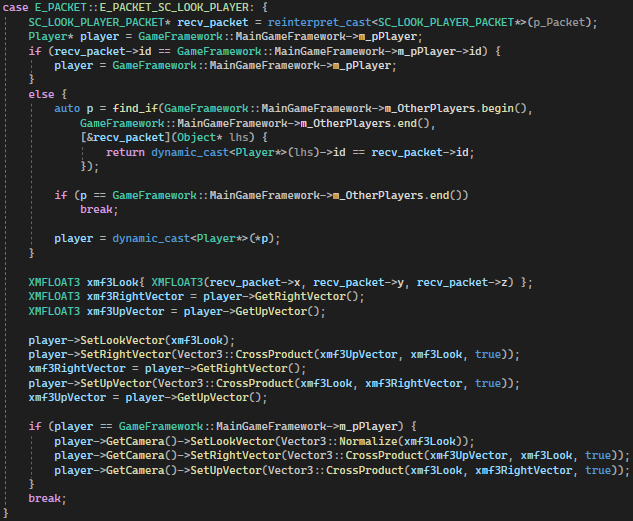 case E_PACKET::E_PACKET_SC_LOOK_PLAYER: {
    SC_LOOK_PLAYER_PACKET* recv_packet = reinterpret_cast<SC_LOOK_PLAYER_PACKET*>(p_Packet);
    Player* player = GameFramework::MainGameFramework->m_pPlayer;
    if (recv_packet->id == GameFramework::MainGameFramework->m_pPlayer->id) {
        player = GameFramework::MainGameFramework->m_pPlayer;
    }
    else {
        auto p = find_if(GameFramework::MainGameFramework->m_OtherPlayers.begin(),
            GameFramework::MainGameFramework->m_OtherPlayers.end(),
            [&recv_packet](Object* lhs) {
                return dynamic_cast<Player*>(lhs)->id == recv_packet->id;
            });

        if (p == GameFramework::MainGameFramework->m_OtherPlayers.end())
            break;

        player = dynamic_cast<Player*>(*p);
    }

    XMFLOAT3 xmf3Look{ XMFLOAT3(recv_packet->x, recv_packet->y, recv_packet->z) };
    XMFLOAT3 xmf3RightVector = player->GetRightVector();
    XMFLOAT3 xmf3UpVector = player->GetUpVector();

    player->SetLookVector(xmf3Look);
    player->SetRightVector(Vector3::CrossProduct(xmf3UpVector, xmf3Look, true));
    xmf3RightVector = player->GetRightVector();
    player->SetUpVector(Vector3::CrossProduct(xmf3Look, xmf3RightVector, true));
    xmf3UpVector = player->GetUpVector();

    if (player == GameFramework::MainGameFramework->m_pPlayer) {
        player->GetCamera()->SetLookVector(Vector3::Normalize(xmf3Look));
        player->GetCamera()->SetRightVector(Vector3::CrossProduct(xmf3UpVector, xmf3Look, true));
        player->GetCamera()->SetUpVector(Vector3::CrossProduct(xmf3Look, xmf3RightVector, true));
    }
    break;
}